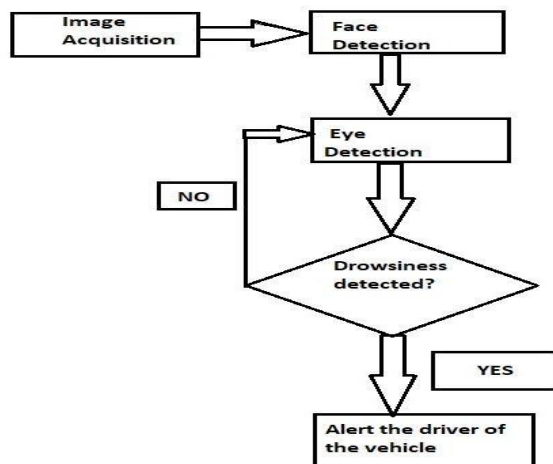 Image
Acquisition
Face
Detection
Eye
Detection
NO
Drowsiness
detected?
YES
Alert the driver of
the vehicle